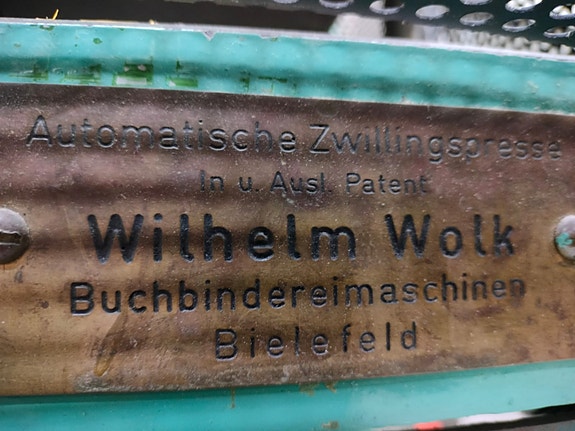 Automatische Zwillingspresse
In u. Ausl. Patent
Wilhelm Wolk
Buchbindereimaschinen
Bielefeld